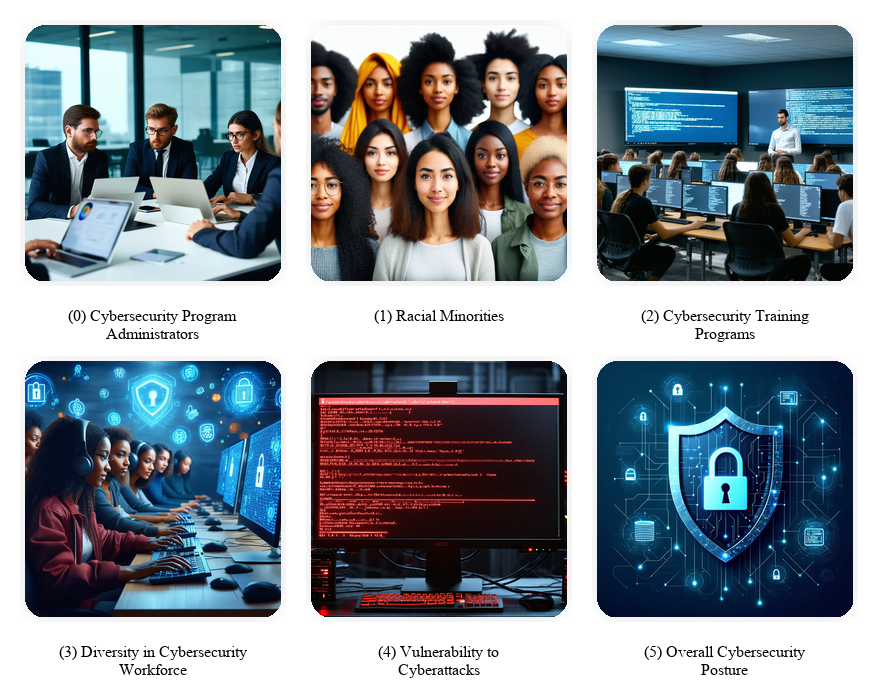 (0) Cybersecurity Program
Administrators
(1) Racial Minorities
(2) Cybersecurity Training
Programs
(3) Diversity in Cybersecurity
Workforce
(4) Vulnerability to
Cyberattacks
(5) Overall Cybersecurity
Posture